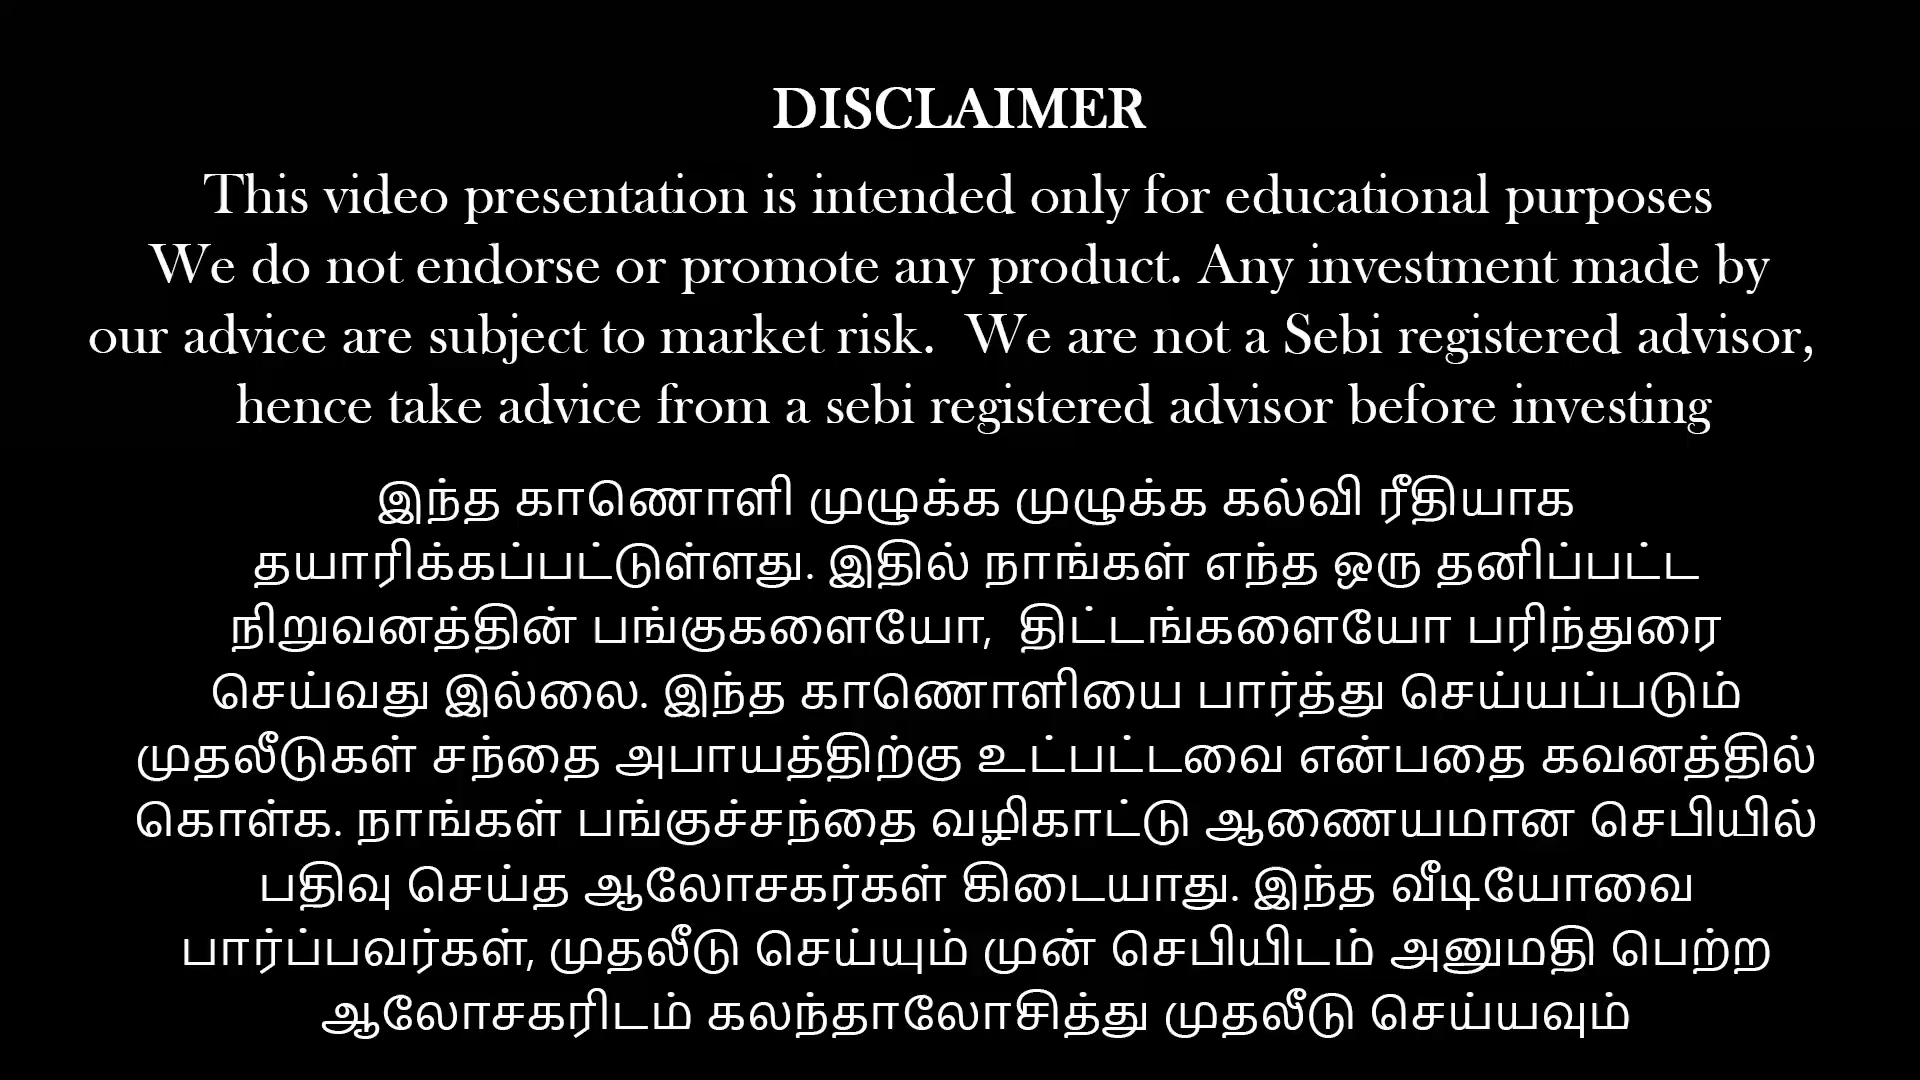 DISCLAIMER
This video presentation is intended only for educational purposes
We do not endorse or promote any product. Any investment made by
our advice are subject to market risk.  We are not a Sebi registered advisor,
hence take advice from a sebi registered advisor before investing
இந்த காணொளி முழுக்க முழுக்க கல்வி ரீதியாக
தயாரிக்கப்பட்டுள்ளது. இதில் நாங்கள் எந்த ஒரு தனிப்பட்ட
நிறுவனத்தின் பங்குகளையோ,  திட்டங்களையோ பரிந்துரை
செய்வது இல்லை. இந்த காணொளியை பார்த்து செய்யப்படும்
முதலீடுகள் சந்தை அபாயத்திற்கு உட்பட்டவை என்பதை கவனத்தில்
கொள்க. நாங்கள் பங்குச்சந்தை வழிகாட்டு ஆணையமான செபியில்
பதிவு செய்த ஆலோசகர்கள் கிடையாது. இந்த வீடியோவை
பார்ப்பவர்கள், முதலீடு செய்யும் முன் செபியிடம் அனுமதி பெற்ற
ஆலோசகரிடம் கலந்தாலோசித்து முதலீடு செய்யவும்